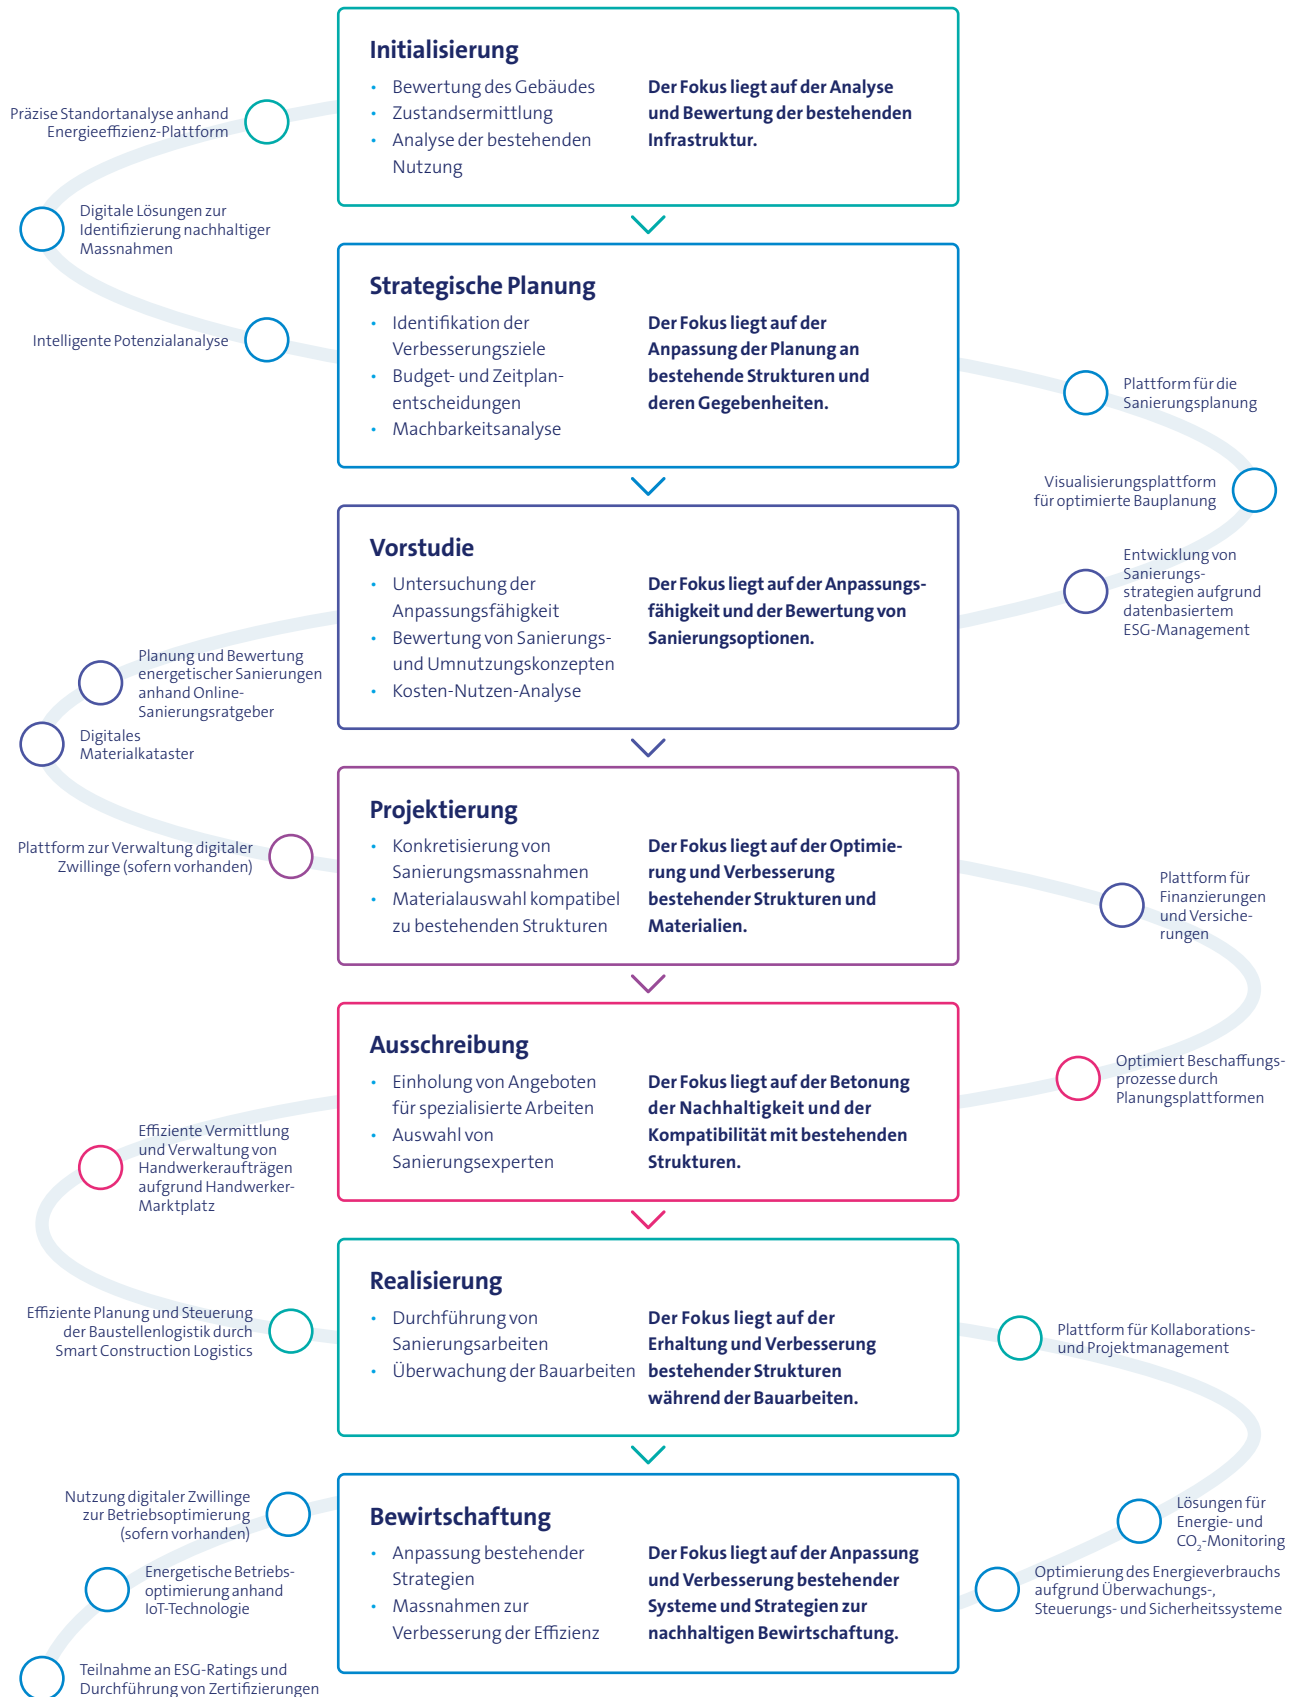 Initialisierung
• Bewertung des Gebäudes
• Zustandsermittlung
• Analyse der bestehenden
Nutzung
Der Fokus liegt auf der Analyse
und Bewertung der bestehenden
Infrastruktur.
Präzise Standortanalyse anhand
Energieeffizienz-Plattform
Digitale Lösungen zur
Identifizierung nachhaltiger
Massnahmen
Intelligente Potenzialanalyse
Strategische Planung
• Identifikation der
Verbesserungsziele
• Budget- und Zeitplan-
entscheidungen
• Machbarkeitsanalyse
Der Fokus liegt auf der
Anpassung der Planung an
bestehende Strukturen und
deren Gegebenheiten.
Plattform für die
Sanierungsplanung
Visualisierungsplattform
für optimierte Bauplanung
Entwicklung von
Sanierungs-
strategien aufgrund
datenbasiertem
ESG-Management
Vorstudie
• Untersuchung der
Anpassungsfähigkeit
• Bewertung von Sanierungs-
und Umnutzungskonzepten
• Kosten-Nutzen-Analyse
Der Fokus liegt auf der Anpassungs-
fähigkeit und der Bewertung von
Sanierungsoptionen.
Planung und Bewertung
energetischer Sanierungen
anhand Online-
Sanierungsratgeber
Digitales
Materialkataster
Plattform zur Verwaltung digitaler
Zwillinge (sofern vorhanden)
Projektierung
• Konkretisierung von
Sanierungsmassnahmen
• Materialauswahl kompatibel
zu bestehenden Strukturen
Der Fokus liegt auf der Optimie-
rung und Verbesserung
bestehender Strukturen und
Materialien.
Plattform für
Finanzierungen
und Versiche-
rungen
Optimiert Beschaffungs-
prozesse durch
Planungsplattformen
Ausschreibung
• Einholung von Angeboten
für spezialisierte Arbeiten
• Auswahl von
Sanierungsexperten
Der Fokus liegt auf der Betonung
der Nachhaltigkeit und der
Kompatibilität mit bestehenden
Strukturen.
Effiziente Vermittlung
und Verwaltung von
Handwerkeraufträgen
aufgrund Handwerker-
Marktplatz
Effiziente Planung und Steuerung
der Baustellenlogistik durch
Smart Construction Logistics
Realisierung
• Durchführung von
Sanierungsarbeiten
• Überwachung der Bauarbeiten
Der Fokus liegt auf der
Erhaltung und Verbesserung
bestehender Strukturen
während der Bauarbeiten.
Plattform für Kollaborations-
und Projektmanagement
Lösungen für
Energie- und
CO₂-Monitoring
Optimierung des Energieverbrauchs
aufgrund Überwachungs-,
Steuerungs- und Sicherheitssysteme
Bewirtschaftung
• Anpassung bestehender
Strategien
• Massnahmen zur
Verbesserung der Effizienz
Der Fokus liegt auf der Anpassung
und Verbesserung bestehender
Systeme und Strategien zur
nachhaltigen Bewirtschaftung.
Nutzung digitaler Zwillinge
zur Betriebsoptimierung
(sofern vorhanden)
Energetische Betriebs-
optimierung anhand
IoT-Technologie
Teilnahme an ESG-Ratings und
Durchführung von Zertifizierungen